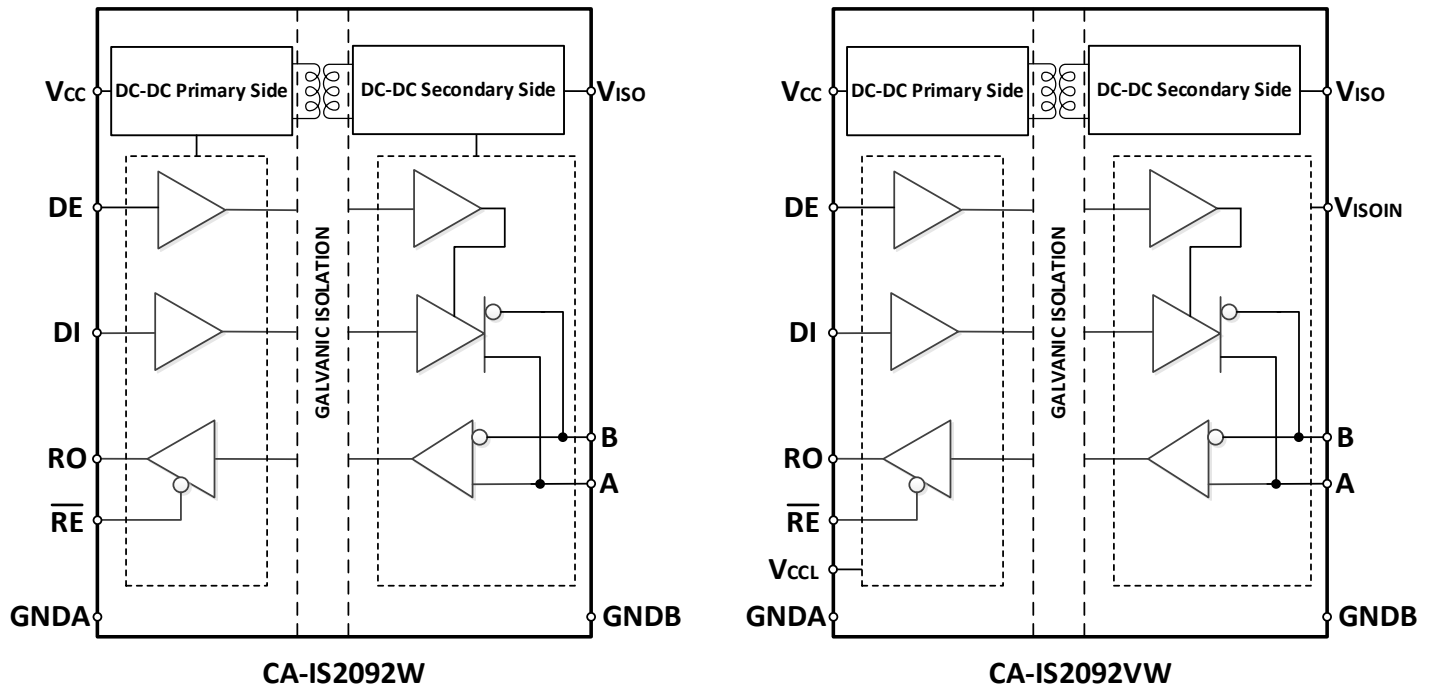 VCC
DC-DC Primary Side
DC-DC Secondary Side
VISO
DE
DI
RO
RE
GNDA
GALVANIC ISOLATION
B
A
GNDB
CA-IS2092W
VCC
DC-DC Primary Side
DC-DC Secondary Side
VISO
DE
VISOIN
DI
RO
RE
VCCL
GNDA
GALVANIC ISOLATION
B
A
GNDB
CA-IS2092VW